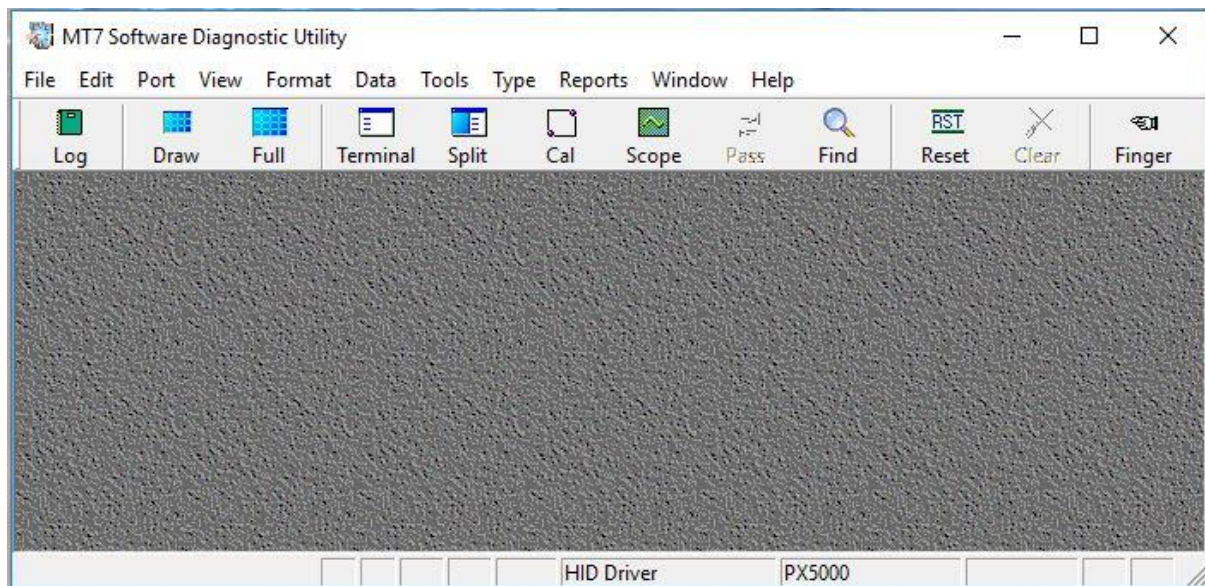 MT7 Software Diagnostic Utility
File Edit Port View Format Data Tools Type Reports Window Help
RST
Log Draw Full Terminal Split Cal Scope Pass Find Reset Clear Finger
HID Driver PX5000